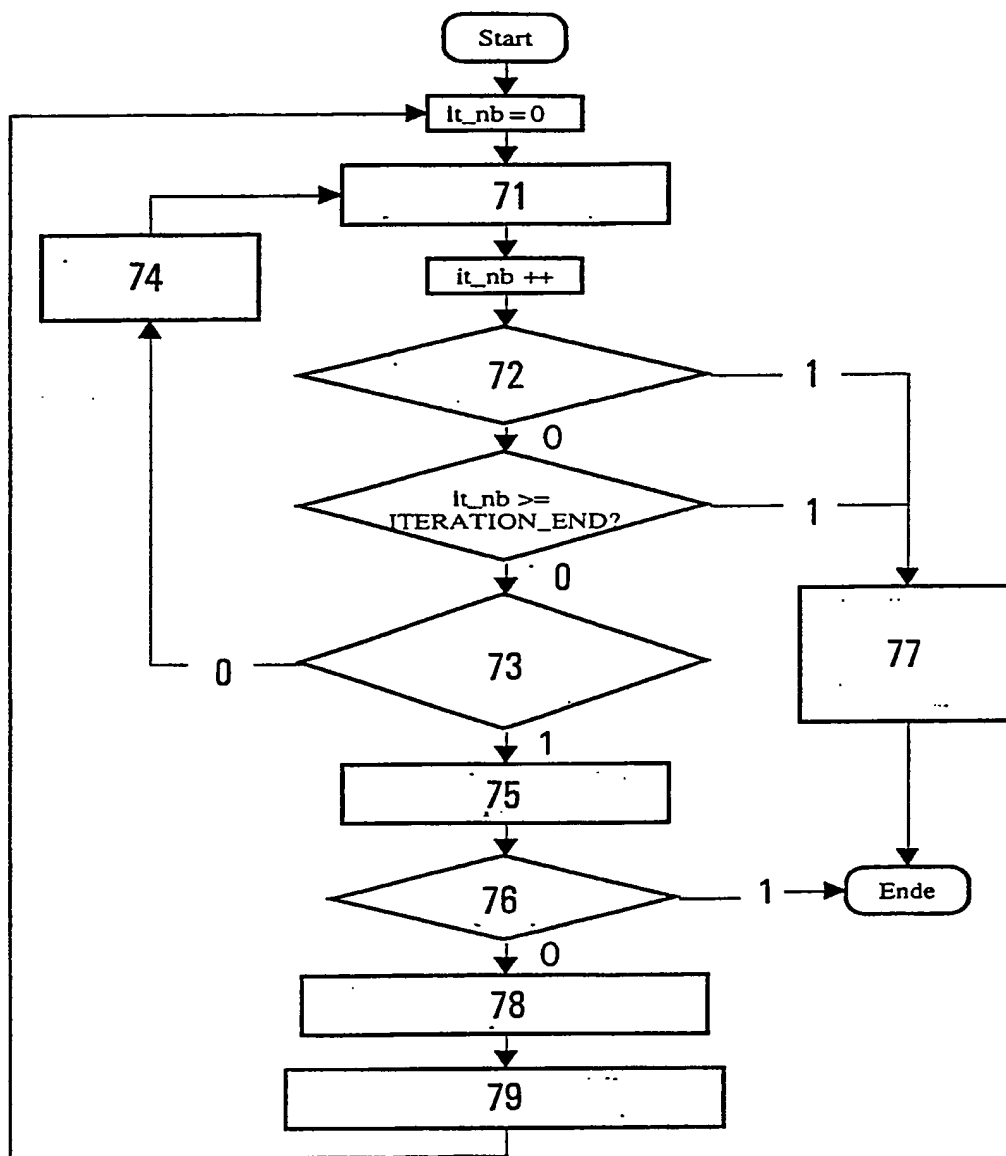 Start
it_nb = 0
71
74
it_nb ++
72
1
0
it_nb >=
ITERATION_END?
1
0
73
77
0
1
75
76
1
Ende
0
78
79